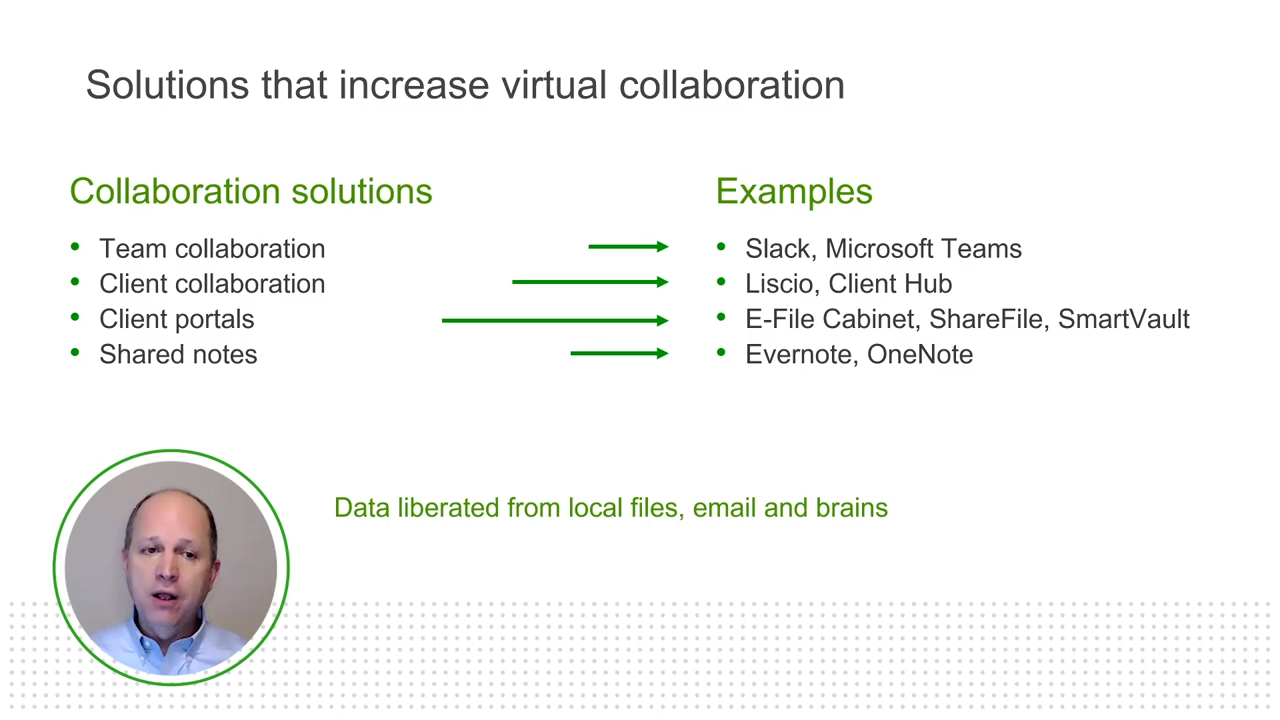 Solutions that increase virtual collaboration
Collaboration solutions
• Team collaboration
• Client collaboration
• Client portals
• Shared notes
Examples
• Slack, Microsoft Teams
• Liscio, Client Hub
• E-File Cabinet, ShareFile, SmartVault
• Evernote, OneNote
Data liberated from local files, email and brains